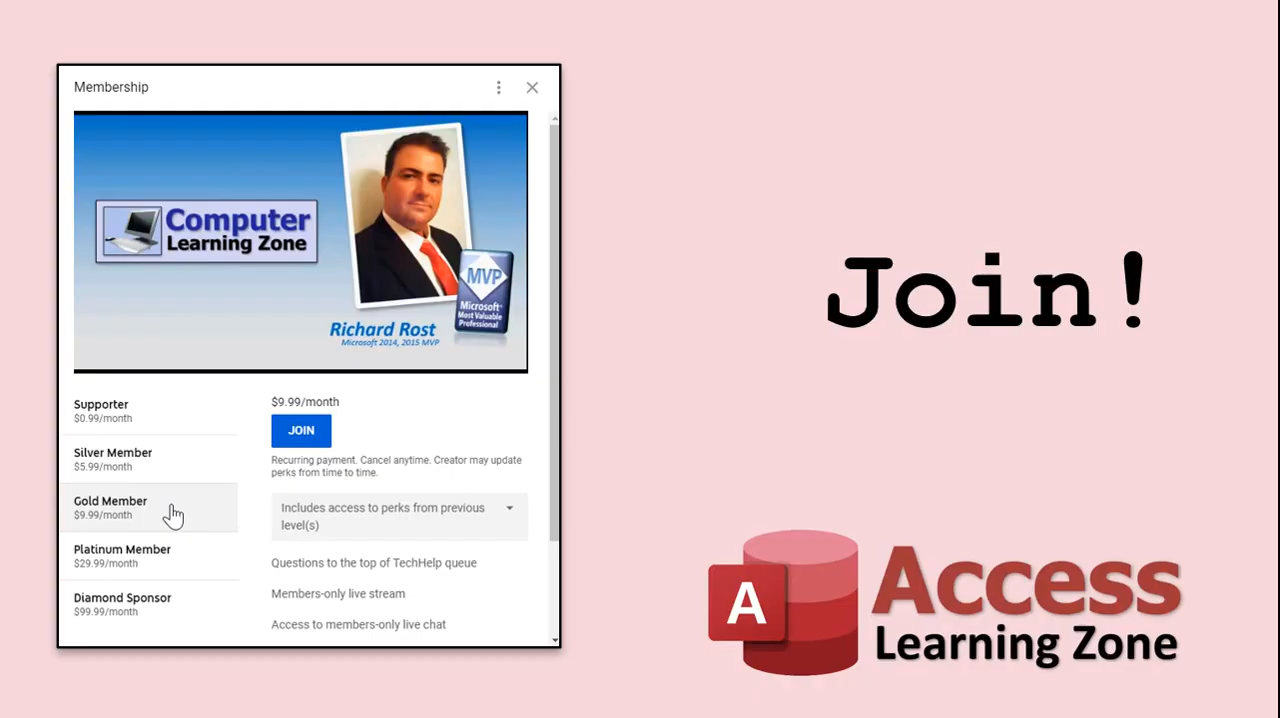 Membership
Computer
Learning Zone
MVP
Microsoft®
Most Valuable
Professional
Richard Rost
Microsoft 2014, 2015 MVP
Supporter
$0.99/month
Silver Member
$5.99/month
Gold Member
$9.99/month
Platinum Member
$29.99/month
Diamond Sponsor
$99.99/month
$9.99/month
JOIN
Recurring payment. Cancel anytime. Creator may update
perks from time to time.
Includes access to perks from previous
level(s)
Questions to the top of TechHelp queue
Members-only live stream
Access to members-only live chat
Join!
A
Access
Learning Zone